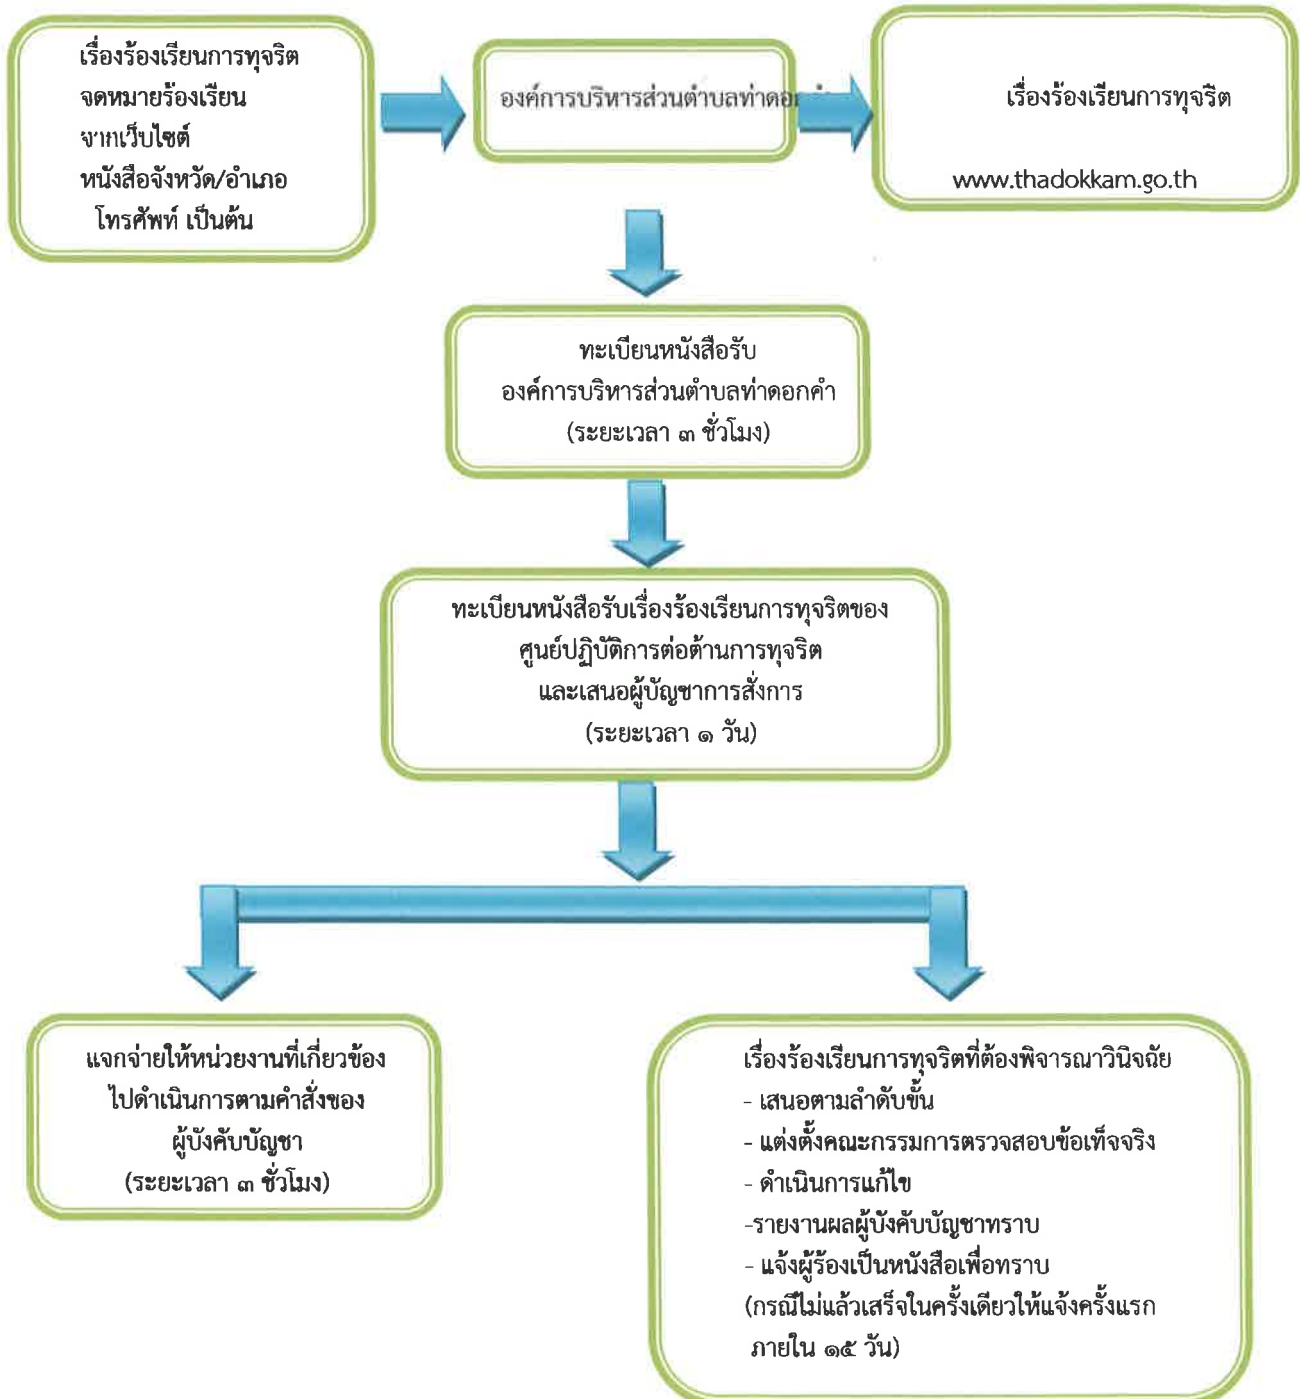 เรื่องร้องเรียนการทุจริต
จดหมายร้องเรียน
จากเว็บไซต์
หนังสือจังหวัด/อำเภอ
โทรศัพท์ เป็นต้น
องค์การบริหารส่วนตำบลท่าดอก
เรื่องร้องเรียนการทุจริต
www.thadokkam.go.th
ทะเบียนหนังสือรับ
องค์การบริหารส่วนตำบลท่าดอกคำ
(ระยะเวลา ๓ ชั่วโมง)
ทะเบียนหนังสือรับเรื่องร้องเรียนการทุจริตของ
ศูนย์ปฏิบัติการต่อต้านการทุจริต
และเสนอผู้บัญชาการสั่งการ
(ระยะเวลา ๑ วัน)
แจกจ่ายให้หน่วยงานที่เกี่ยวข้อง
ไปดำเนินการตามคำสั่งของ
ผู้บังคับบัญชา
(ระยะเวลา ๓ ชั่วโมง)
เรื่องร้องเรียนการทุจริตที่ต้องพิจารณาวินิจฉัย
- เสนอตามลำดับขั้น
- แต่งตั้งคณะกรรมการตรวจสอบข้อเท็จจริง
- ดำเนินการแก้ไข
-รายงานผลผู้บังคับบัญชาทราบ
- แจ้งผู้ร้องเป็นหนังสือเพื่อทราบ
(กรณีไม่แล้วเสร็จในครั้งเดียวให้แจ้งครั้งแรก
ภายใน ๑๕ วัน)